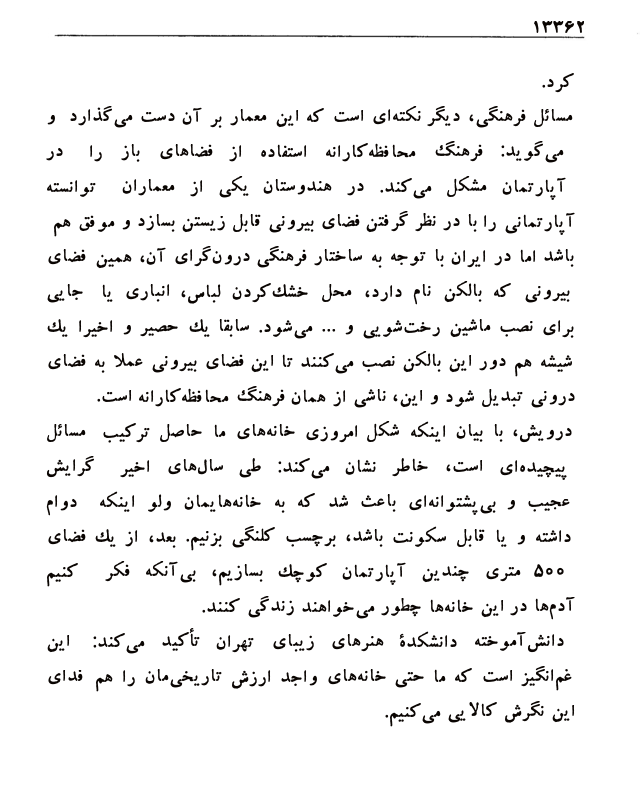 ۱۳۳۶۲
کرد.
مسائل فرهنگی، دیگر نکته‌ای است که این معمار بر آن دست می‌گذارد و
می‌گوید: فرهنگ محافظه‌کارانه استفاده از فضاهای باز را در
آپارتمان مشکل می‌کند. در هندوستان یکی از معماران توانسته
آپارتمانی را با در نظر گرفتن فضای بیرونی قابل زیستن بسازد و موفق هم
باشد اما در ایران با توجه به ساختار فرهنگی درون‌گرای آن، همین فضای
بیرونی که بالکن نام دارد، محل خشك‌کردن لباس، انباری یا جایی
برای نصب ماشین رخت‌شویی و ... می‌شود. سابقا یك حصیر و اخیرا یك
شیشه هم دور این بالکن نصب می‌کنند تا این فضای بیرونی عملا به فضای
درونی تبدیل شود و این، ناشی از همان فرهنگ محافظه‌کارانه است.
درویش، با بیان اینکه شکل امروزی خانه‌های ما حاصل ترکیب مسائل
پیچیده‌ای است، خاطر نشان می‌کند: طی سال‌های اخیر گرایش
عجیب و بی‌پشتوانه‌ای باعث شد که به خانه‌هایمان ولو اینکه دوام
داشته و یا قابل سکونت باشد، برچسب کلنگی بزنیم. بعد، از یك فضای
۵۰۰ متری چندین آپارتمان کوچك بسازیم، بی‌آنکه فکر کنیم
آدم‌ها در این خانه‌ها چطور می‌خواهند زندگی کنند.
دانش‌آموخته دانشکدهٔ هنرهای زیبای تهران تأکید می‌کند: این
غم‌انگیز است که ما حتی خانه‌های واجد ارزش تاریخی‌مان را هم فدای
این نگرش کالایی می‌کنیم.